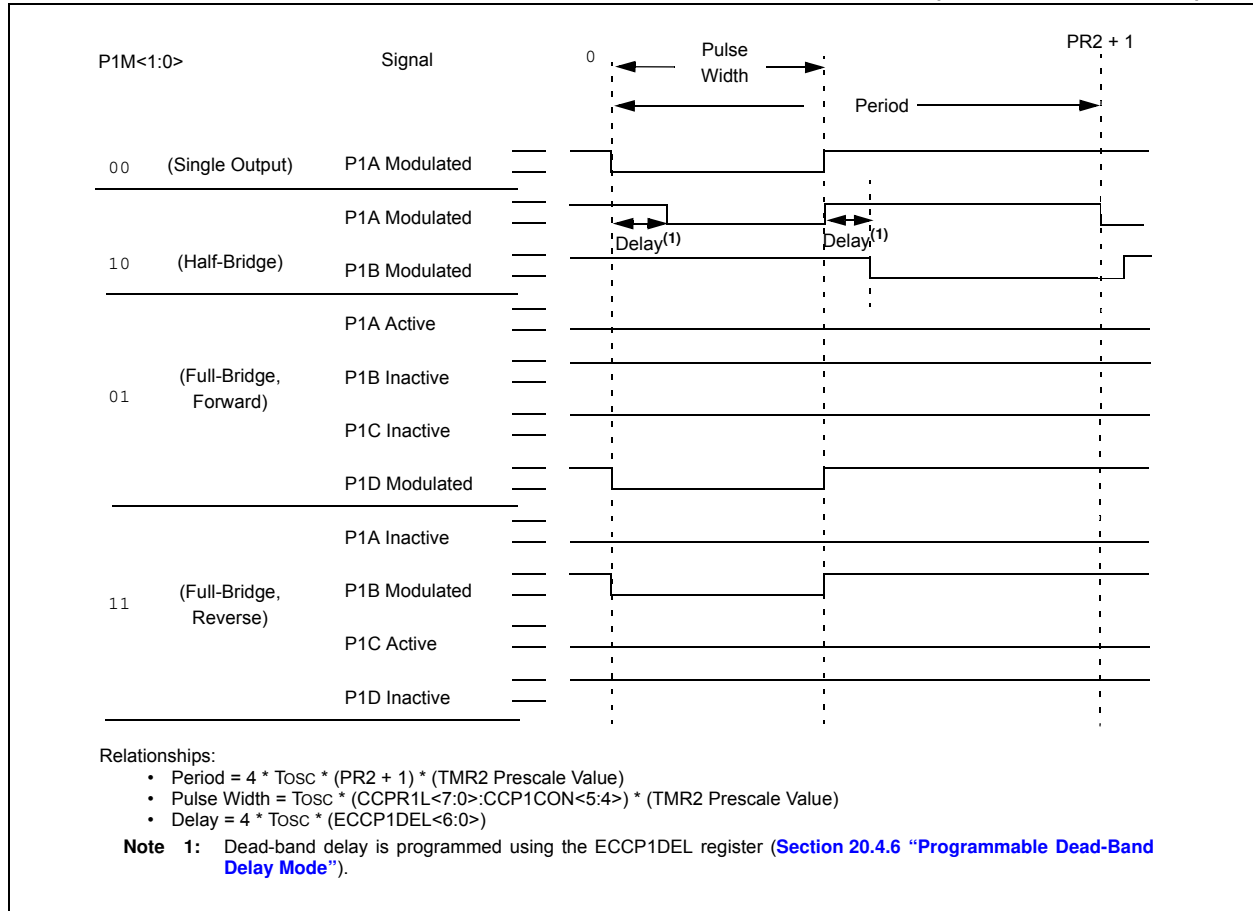 P1M<1:0> Signal 0 Pulse Width PR2 + 1
Period
00 (Single Output) P1A Modulated
P1A Modulated
Delay(1) Delay(1)
10 (Half-Bridge) P1B Modulated
P1A Active
01 (Full-Bridge, Forward) P1B Inactive
P1C Inactive
P1D Modulated
P1A Inactive
11 (Full-Bridge, Reverse) P1B Modulated
P1C Active
P1D Inactive
Relationships:
• Period = 4 * TOSC * (PR2 + 1) * (TMR2 Prescale Value)
• Pulse Width = TOSC * (CCPR1L<7:0>:CCP1CON<5:4>) * (TMR2 Prescale Value)
• Delay = 4 * TOSC * (ECCP1DEL<6:0>)
Note 1: Dead-band delay is programmed using the ECCP1DEL register (Section 20.4.6 “Programmable Dead-Band
Delay Mode”).